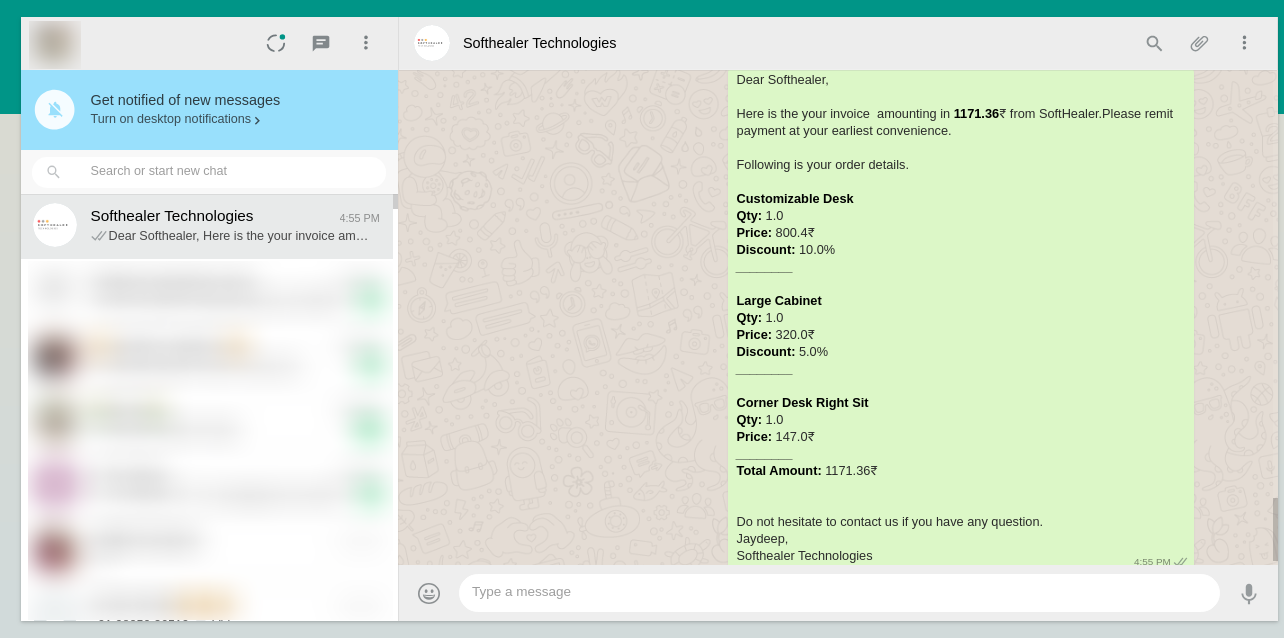 Softhealer Technologies
Get notified of new messages
Turn on desktop notifications >
Search or start new chat
Softhealer Technologies
4:55 PM
Dear Softhealer, Here is the your invoice am…
Dear Softhealer,
Here is the your invoice  amounting in 1171.36₹ from SoftHealer.Please remit
payment at your earliest convenience.
Following is your order details.
Customizable Desk
Qty: 1.0
Price: 800.4₹
Discount: 10.0%
________
Large Cabinet
Qty: 1.0
Price: 320.0₹
Discount: 5.0%
________
Corner Desk Right Sit
Qty: 1.0
Price: 147.0₹
________
Total Amount: 1171.36₹
Do not hesitate to contact us if you have any question.
Jaydeep,
Softhealer Technologies
4:55 PM
Type a message